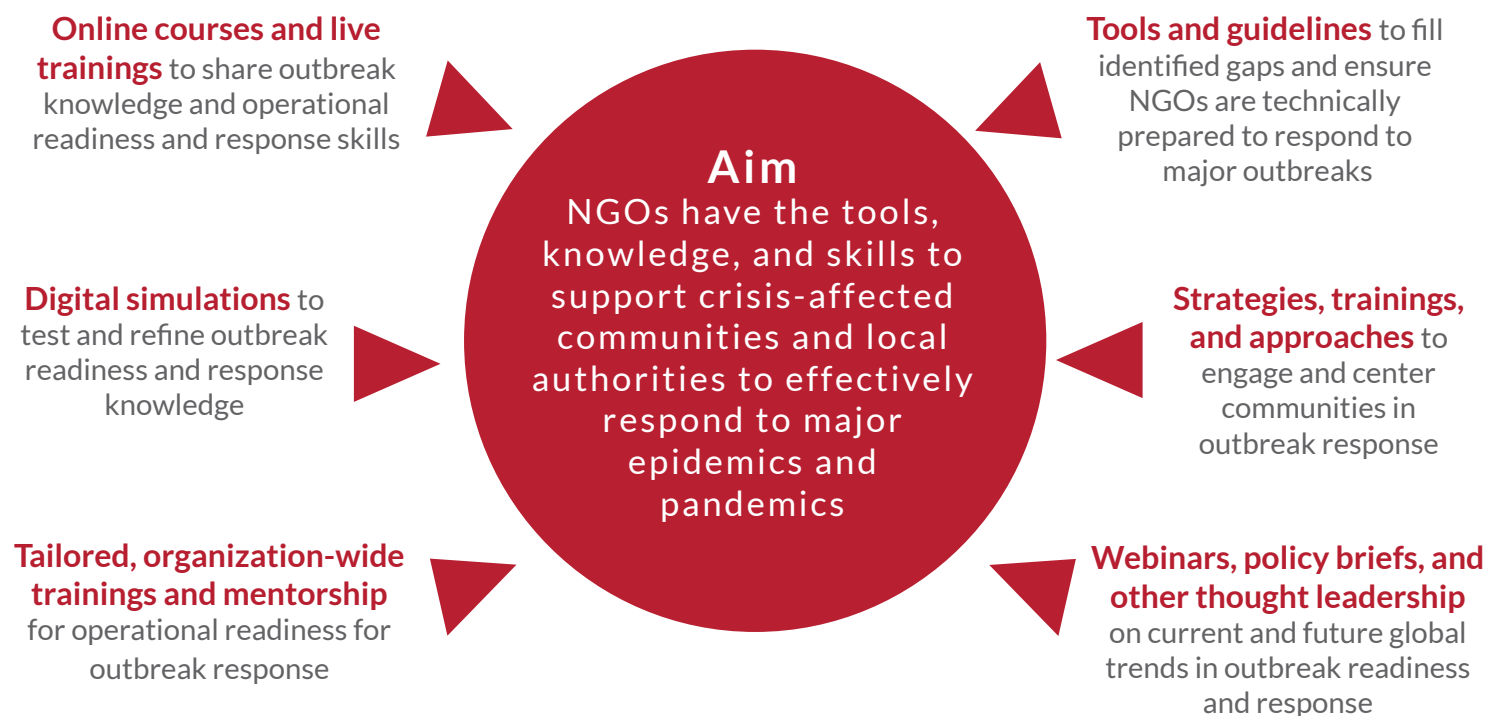 Online courses and live
trainings to share outbreak
knowledge and operational
readiness and response skills
Digital simulations to
test and refine outbreak
readiness and response
knowledge
Tailored, organization-wide
trainings and mentorship
for operational readiness for
outbreak response
Aim
NGOs have the tools,
knowledge, and skills to
support crisis-affected
communities and local
authorities to effectively
respond to major
epidemics and
pandemics
Tools and guidelines to fill
identified gaps and ensure
NGOs are technically
prepared to respond to
major outbreaks
Strategies, trainings,
and approaches to
engage and center
communities in
outbreak response
Webinars, policy briefs, and
other thought leadership
on current and future global
trends in outbreak readiness
and response